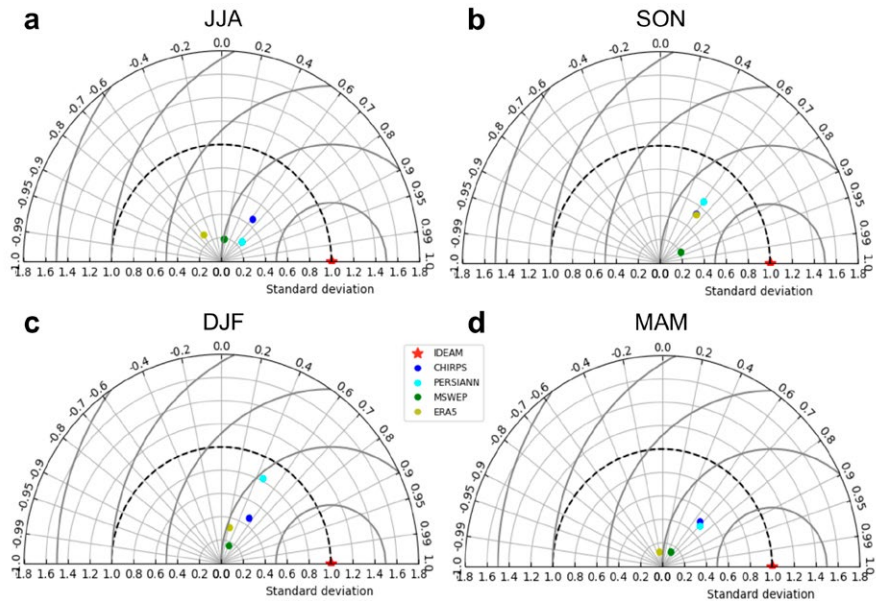 a JJA
-1.0 -0.99 -0.95 -0.9 -0.8 -0.7 -0.6 -0.4 -0.2 0.0 0.2 0.4 0.6 0.7 0.8 0.9 0.95 0.99 1.0
1.8 1.6 1.4 1.2 1.0 0.8 0.6 0.4 0.2 0.0 0.2 0.4 0.6 0.8 1.0 1.2 1.4 1.6 1.8
Standard deviation
b SON
-1.0 -0.99 -0.95 -0.9 -0.8 -0.7 -0.6 -0.4 -0.2 0.0 0.2 0.4 0.6 0.7 0.8 0.9 0.95 0.99 1.0
1.8 1.6 1.4 1.2 1.0 0.8 0.6 0.4 0.2 0.0 0.2 0.4 0.6 0.8 1.0 1.2 1.4 1.6 1.8
Standard deviation
c DJF
-1.0 -0.99 -0.95 -0.9 -0.8 -0.7 -0.6 -0.4 -0.2 0.0 0.2 0.4 0.6 0.7 0.8 0.9 0.95 0.99 1.0
1.8 1.6 1.4 1.2 1.0 0.8 0.6 0.4 0.2 0.0 0.2 0.4 0.6 0.8 1.0 1.2 1.4 1.6 1.8
Standard deviation
IDEAM
CHIRPS
PERSIANN
MSWEP
ERA5
d MAM
-1.0 -0.99 -0.95 -0.9 -0.8 -0.7 -0.6 -0.4 -0.2 0.0 0.2 0.4 0.6 0.7 0.8 0.9 0.95 0.99 1.0
1.8 1.6 1.4 1.2 1.0 0.8 0.6 0.4 0.2 0.0 0.2 0.4 0.6 0.8 1.0 1.2 1.4 1.6 1.8
Standard deviation